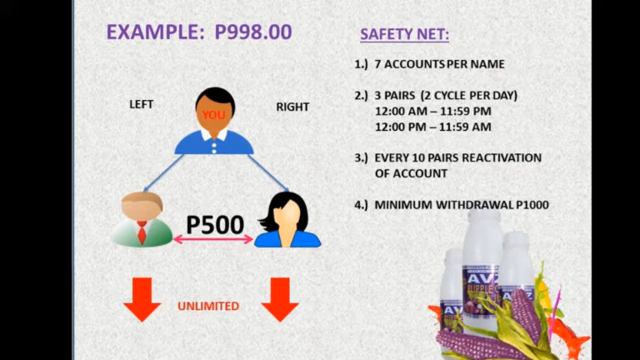 EXAMPLE: P998.00
LEFT
RIGHT
YOU
P500
UNLIMITED
SAFETY NET:
1.) 7 ACCOUNTS PER NAME
2.) 3 PAIRS (2 CYCLE PER DAY)
12:00 AM – 11:59 PM
12:00 PM – 11:59 AM
3.) EVERY 10 PAIRS REACTIVATION
OF ACCOUNT
4.) MINIMUM WITHDRAWAL P1000